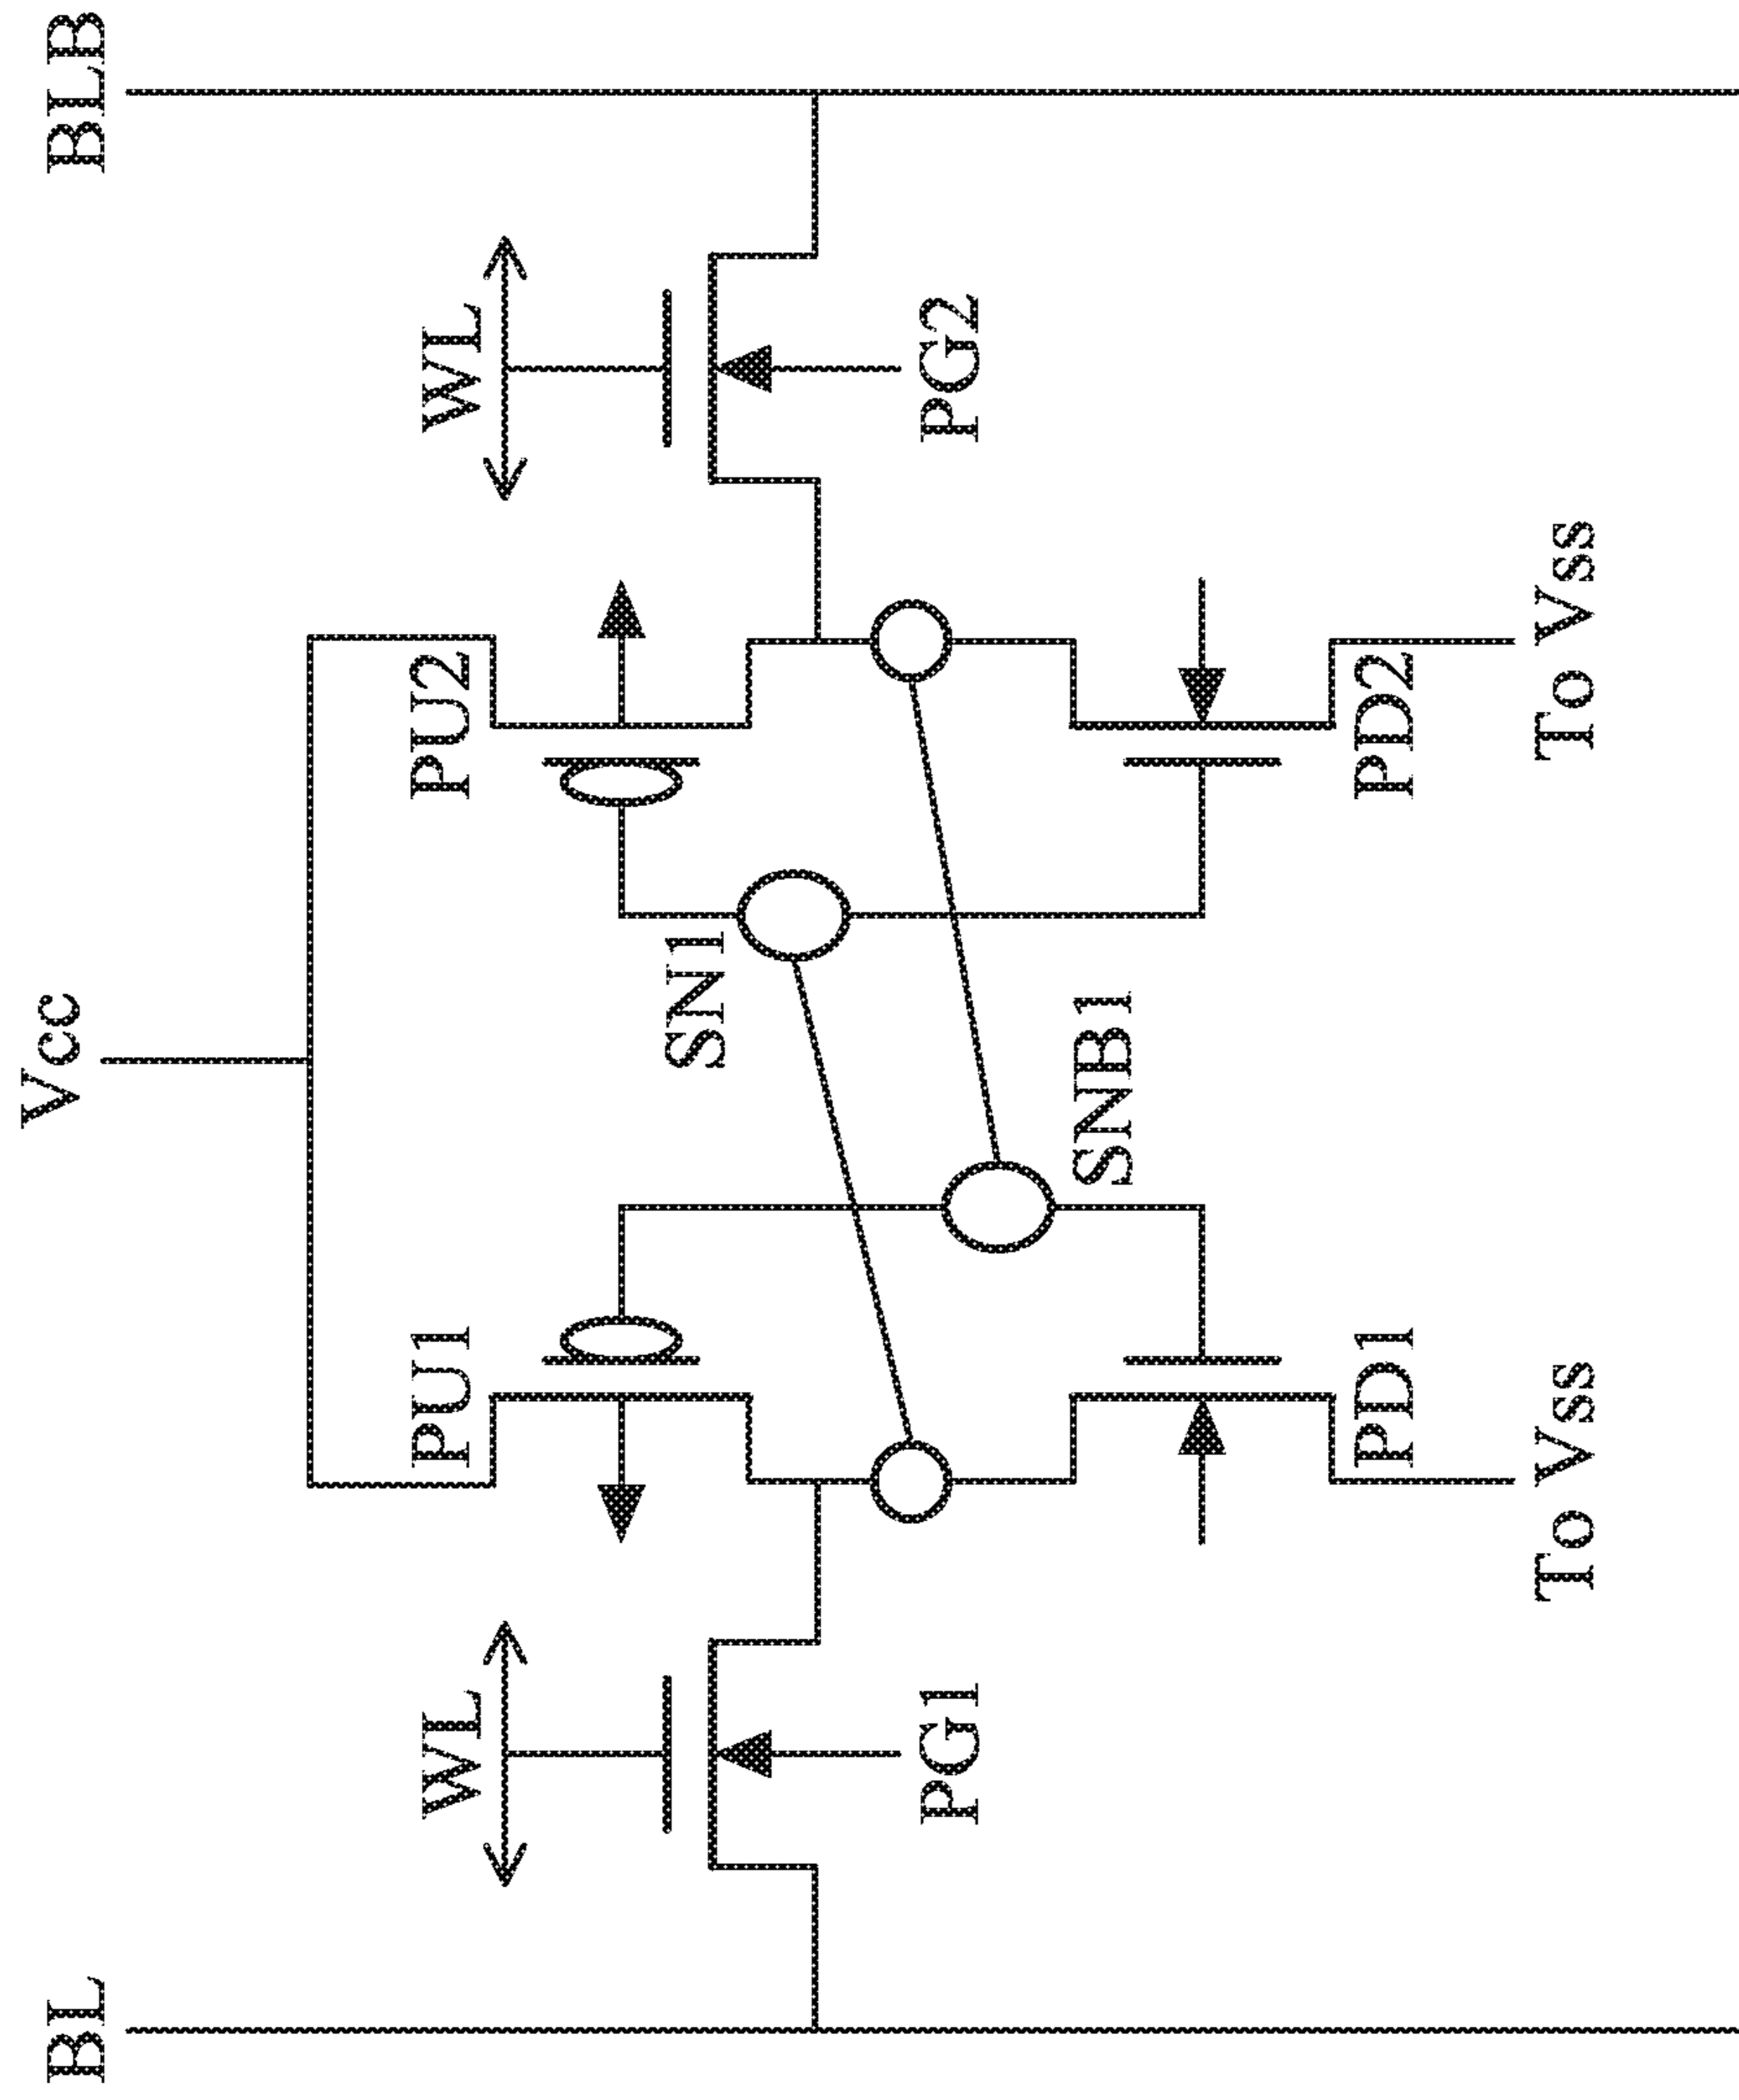 Vcc
BL
BLB
WL
PU1
PU2
WL
SN1
PG1
PG2
SNB1
PD1
PD2
To Vss
To Vss